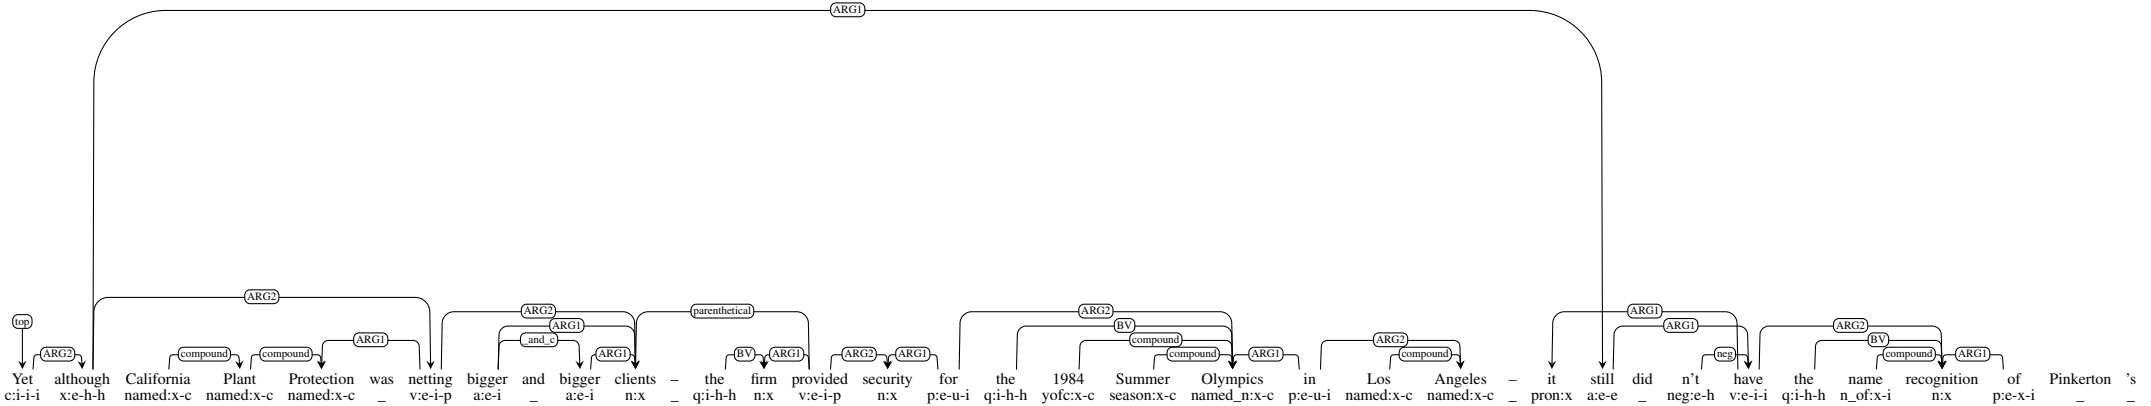 ARG1
ARG2
top ARG2 ARG1 parenthetical ARG2 ARG1
ARG1 BV ARG1 ARG2
ARG1 _and_c compound ARG2 BV
ARG2 compound compound ARG1 BV ARG1 ARG2 ARG1 compound ARG1 compound neg compound ARG1
Yet although California Plant Protection was netting bigger and bigger clients – the firm provided security for the 1984 Summer Olympics in Los Angeles – it still did n't have the name recognition of Pinkerton 's
c:i-i-i x:e-h-h named:x-c named:x-c named:x-c _ v:e-i-p a:e-i _ a:e-i n:x _ q:i-h-h n:x v:e-i-p n:x p:e-u-i q:i-h-h yofc:x-c season:x-c named_n:x-c p:e-u-i named:x-c named:x-c _ pron:x a:e-e _ neg:e-h v:e-i-i q:i-h-h n_of:x-i n:x p:e-x-i _ _